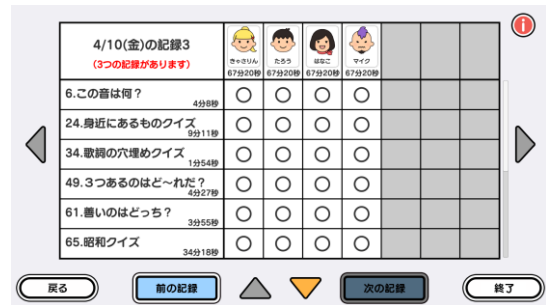 4/10(金)の記録3
(3つの記録があります)
きゃさりん たろう はなこ マイク
67分20秒 67分20秒 67分20秒 67分20秒
6.この音は何？
4分8秒
24.身近にあるものクイズ
9分11秒
34.歌詞の穴埋めクイズ
1分54秒
49.3つあるのはど～れだ？
4分27秒
61.善いのはどっち？
3分55秒
65.昭和クイズ
34分18秒
戻る 前の記録 次の記録 終了